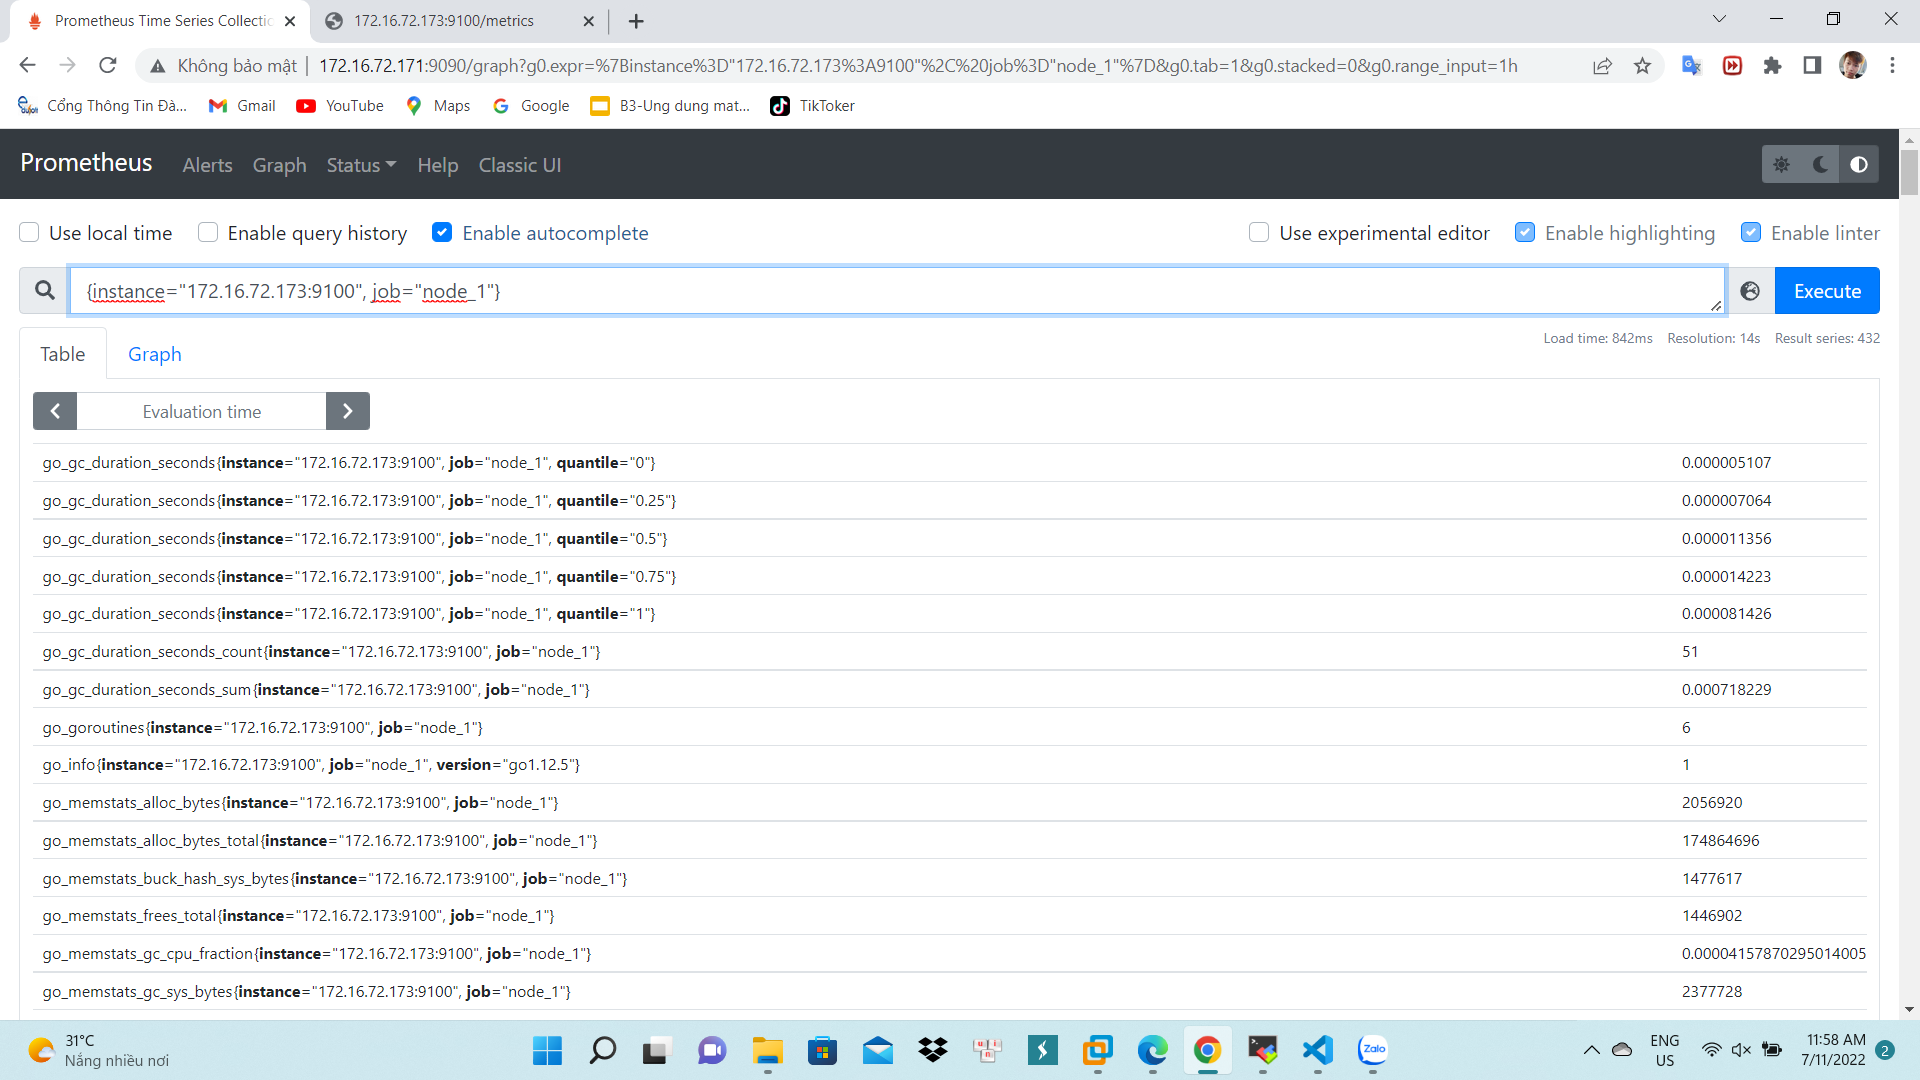 Prometheus Time Series Collectio
172.16.72.173:9100/metrics
Không bảo mật | 172.16.72.171:9090/graph?g0.expr=%7Binstance%3D"172.16.72.173%3A9100"%2C%20job%3D"node_1"%7D&g0.tab=1&g0.stacked=0&g0.range_input=1h
Cổng Thông Tin Đà... Gmail YouTube Maps Google B3-Ung dung mat... TikToker
Prometheus Alerts Graph Status Help Classic UI
Use local time Enable query history Enable autocomplete Use experimental editor Enable highlighting Enable linter
{instance="172.16.72.173:9100", job="node_1"} Execute
Load time: 842ms Resolution: 14s Result series: 432
Table Graph
Evaluation time
go_gc_duration_seconds{instance="172.16.72.173:9100", job="node_1", quantile="0"} 0.000005107
go_gc_duration_seconds{instance="172.16.72.173:9100", job="node_1", quantile="0.25"} 0.000007064
go_gc_duration_seconds{instance="172.16.72.173:9100", job="node_1", quantile="0.5"} 0.000011356
go_gc_duration_seconds{instance="172.16.72.173:9100", job="node_1", quantile="0.75"} 0.000014223
go_gc_duration_seconds{instance="172.16.72.173:9100", job="node_1", quantile="1"} 0.000081426
go_gc_duration_seconds_count{instance="172.16.72.173:9100", job="node_1"} 51
go_gc_duration_seconds_sum{instance="172.16.72.173:9100", job="node_1"} 0.000718229
go_goroutines{instance="172.16.72.173:9100", job="node_1"} 6
go_info{instance="172.16.72.173:9100", job="node_1", version="go1.12.5"} 1
go_memstats_alloc_bytes{instance="172.16.72.173:9100", job="node_1"} 2056920
go_memstats_alloc_bytes_total{instance="172.16.72.173:9100", job="node_1"} 174864696
go_memstats_buck_hash_sys_bytes{instance="172.16.72.173:9100", job="node_1"} 1477617
go_memstats_frees_total{instance="172.16.72.173:9100", job="node_1"} 1446902
go_memstats_gc_cpu_fraction{instance="172.16.72.173:9100", job="node_1"} 0.00004157870295014005
go_memstats_gc_sys_bytes{instance="172.16.72.173:9100", job="node_1"} 2377728
31°C
Nắng nhiều nơi
Zalo
ENG
US
11:58 AM
7/11/2022
2